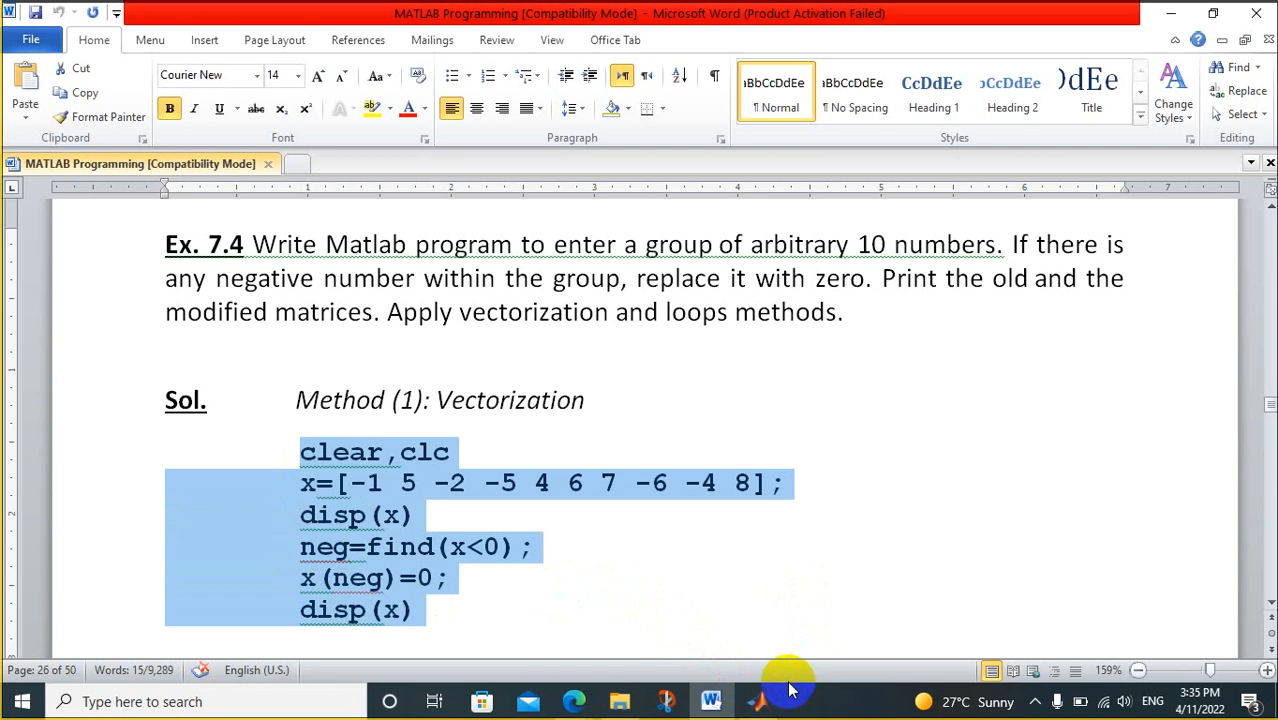 MATLAB Programming [Compatibility Mode] - Microsoft Word (Product Activation Failed)
File Home Menu Insert Page Layout References Mailings Review View Office Tab
Cut
Copy
Format Painter
Paste
Clipboard
Courier New 14
Font
Paragraph
AaBbCcDdEe
Normal
AaBbCcDdEe
No Spacing
Heading 1
Heading 2
Title
Change Styles
Styles
Find
Replace
Select
Editing
MATLAB Programming [Compatibility Mode]
1 2 3 4 5 6 7
Ex. 7.4 Write Matlab program to enter a group of arbitrary 10 numbers. If there is
any negative number within the group, replace it with zero. Print the old and the
modified matrices. Apply vectorization and loops methods.
Sol. Method (1): Vectorization
clear,clc
x=[-1 5 -2 -5 4 6 7 -6 -4 8];
disp(x)
neg=find(x<0);
x(neg)=0;
disp(x)
Page: 26 of 50 Words: 15/9,289 English (U.S.) 159%
Type here to search 27°C Sunny ENG 3:35 PM
4/11/2022